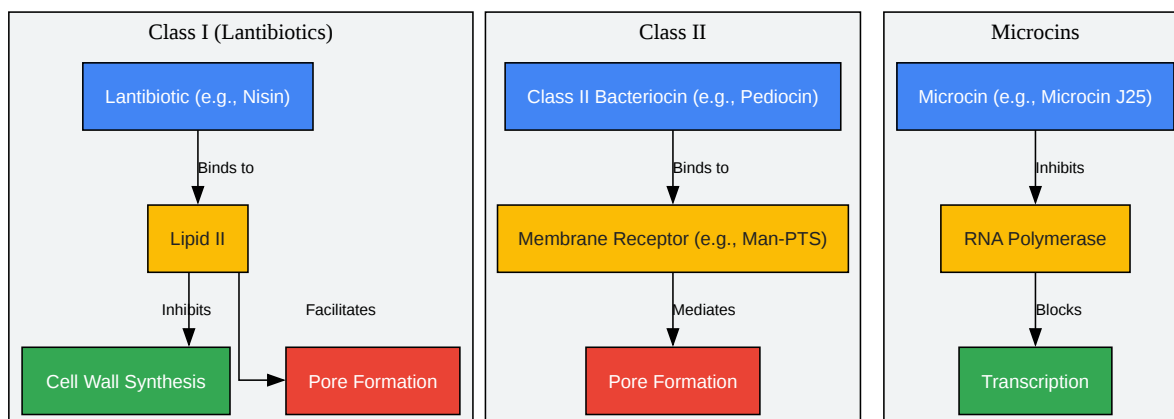 Class I (Lantibiotics)
Lantibiotic (e.g., Nisin)
Binds to
Lipid II
Inhibits
Facilitates
Cell Wall Synthesis
Pore Formation
Class II
Class II Bacteriocin (e.g., Pediocin)
Binds to
Membrane Receptor (e.g., Man-PTS)
Mediates
Pore Formation
Microcins
Microcin (e.g., Microcin J25)
Inhibits
RNA Polymerase
Blocks
Transcription